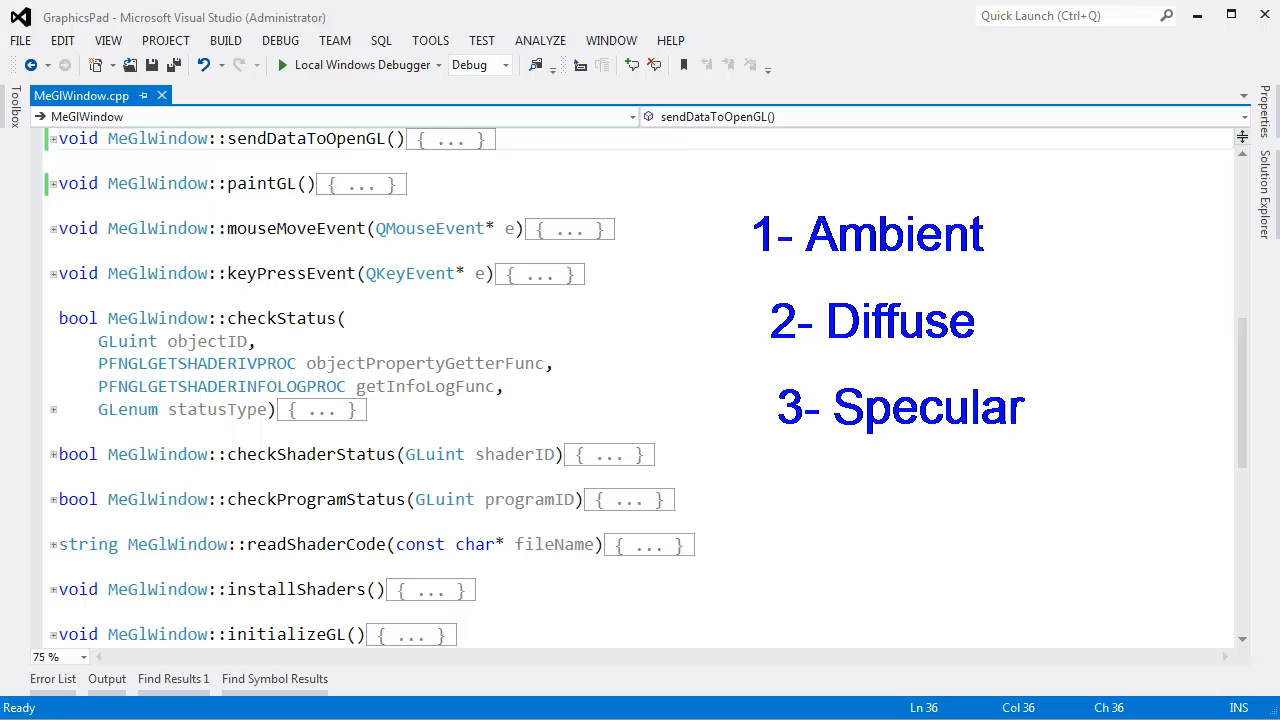 GraphicsPad - Microsoft Visual Studio (Administrator)
Quick Launch (Ctrl+Q)
FILE EDIT VIEW PROJECT BUILD DEBUG TEAM SQL TOOLS TEST ANALYZE WINDOW HELP
Local Windows Debugger Debug
Toolbox
MeGlWindow.cpp
Properties
Solution Explorer
MeGlWindow sendDataToOpenGL()
void MeGlWindow::sendDataToOpenGL(){ ... }
void MeGlWindow::paintGL(){ ... }
void MeGlWindow::mouseMoveEvent(QMouseEvent* e){ ... }
void MeGlWindow::keyPressEvent(QKeyEvent* e){ ... }
bool MeGlWindow::checkStatus(
GLuint objectID,
PFNGLGETSHADERIVPROC objectPropertyGetterFunc,
PFNGLGETSHADERINFOLOGPROC getInfoLogFunc,
GLenum statusType){ ... }
bool MeGlWindow::checkShaderStatus(GLuint shaderID){ ... }
bool MeGlWindow::checkProgramStatus(GLuint programID){ ... }
string MeGlWindow::readShaderCode(const char* fileName){ ... }
void MeGlWindow::installShaders(){ ... }
void MeGlWindow::initializeGL(){ ... }
1- Ambient
2- Diffuse
3- Specular
75 %
Error List Output Find Results 1 Find Symbol Results
Ready Ln 36 Col 36 Ch 36 INS